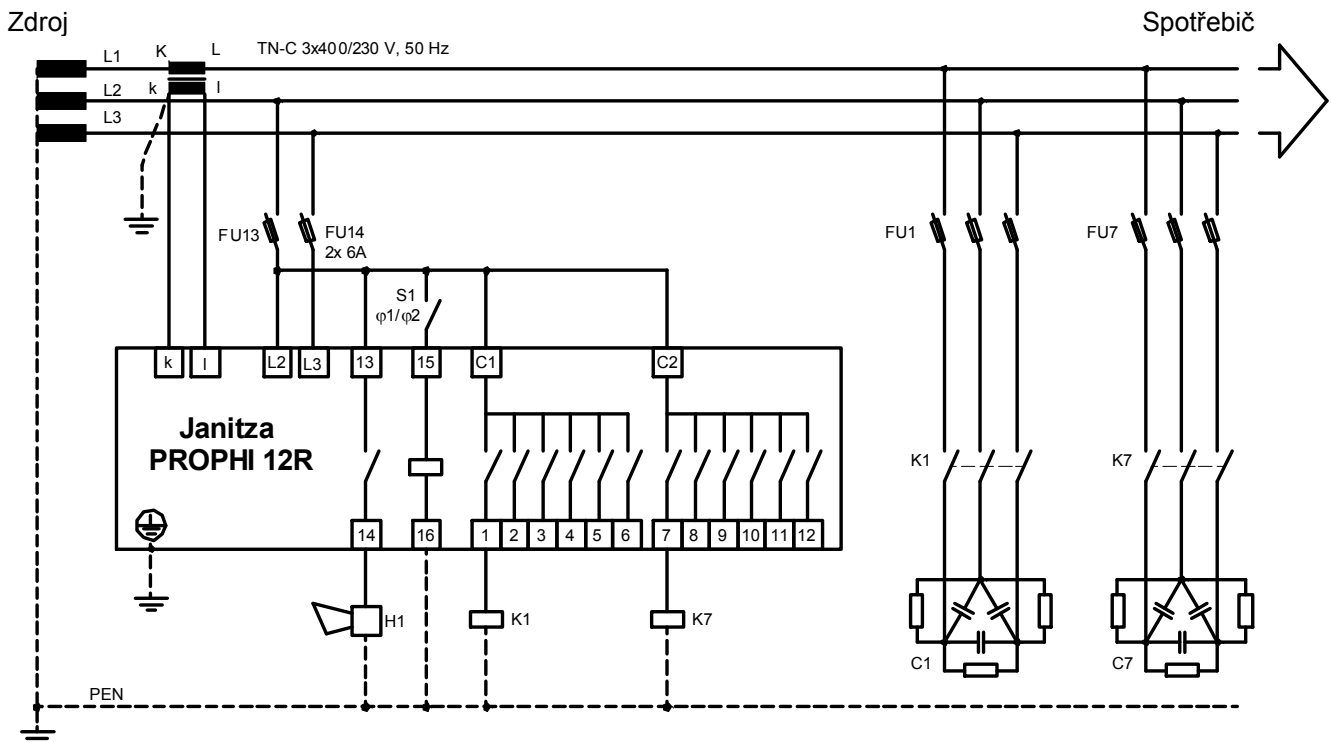 Zdroj
Spotřebič
L1 K L TN-C 3x400/230 V, 50 Hz
L2 k l
L3
FU13 FU14
2x 6A
FU1 FU7
S1
φ1/φ2
k l L2 L3 13 15 C1 C2
Janitza
PROPHI 12R
K1 K7
14 16 1 2 3 4 5 6 7 8 9 10 11 12
H1 K1 K7
C1 C7
PEN